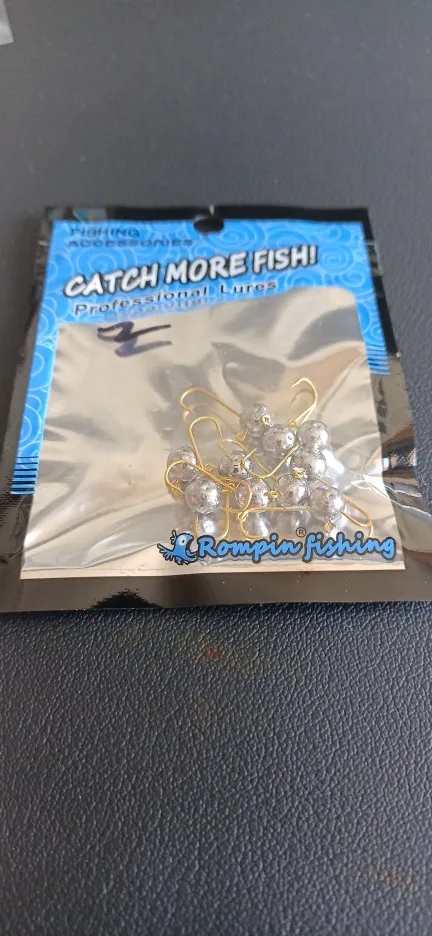 FISHING
ACCESSORIES
CATCH MORE FISH!
Professional Lures
Rompin® fishing